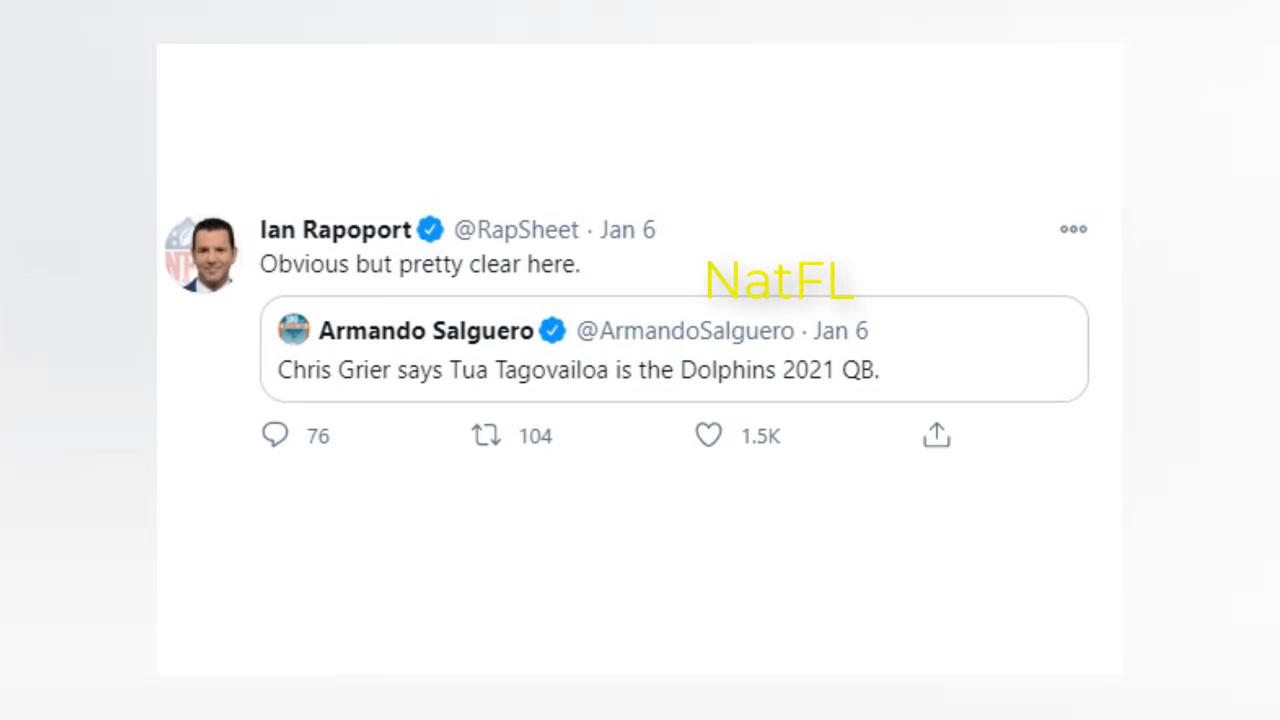 Ian Rapoport @RapSheet · Jan 6
Obvious but pretty clear here.
NatFL
Armando Salguero @ArmandoSalguero · Jan 6
Chris Grier says Tua Tagovailoa is the Dolphins 2021 QB.
76 104 1.5K